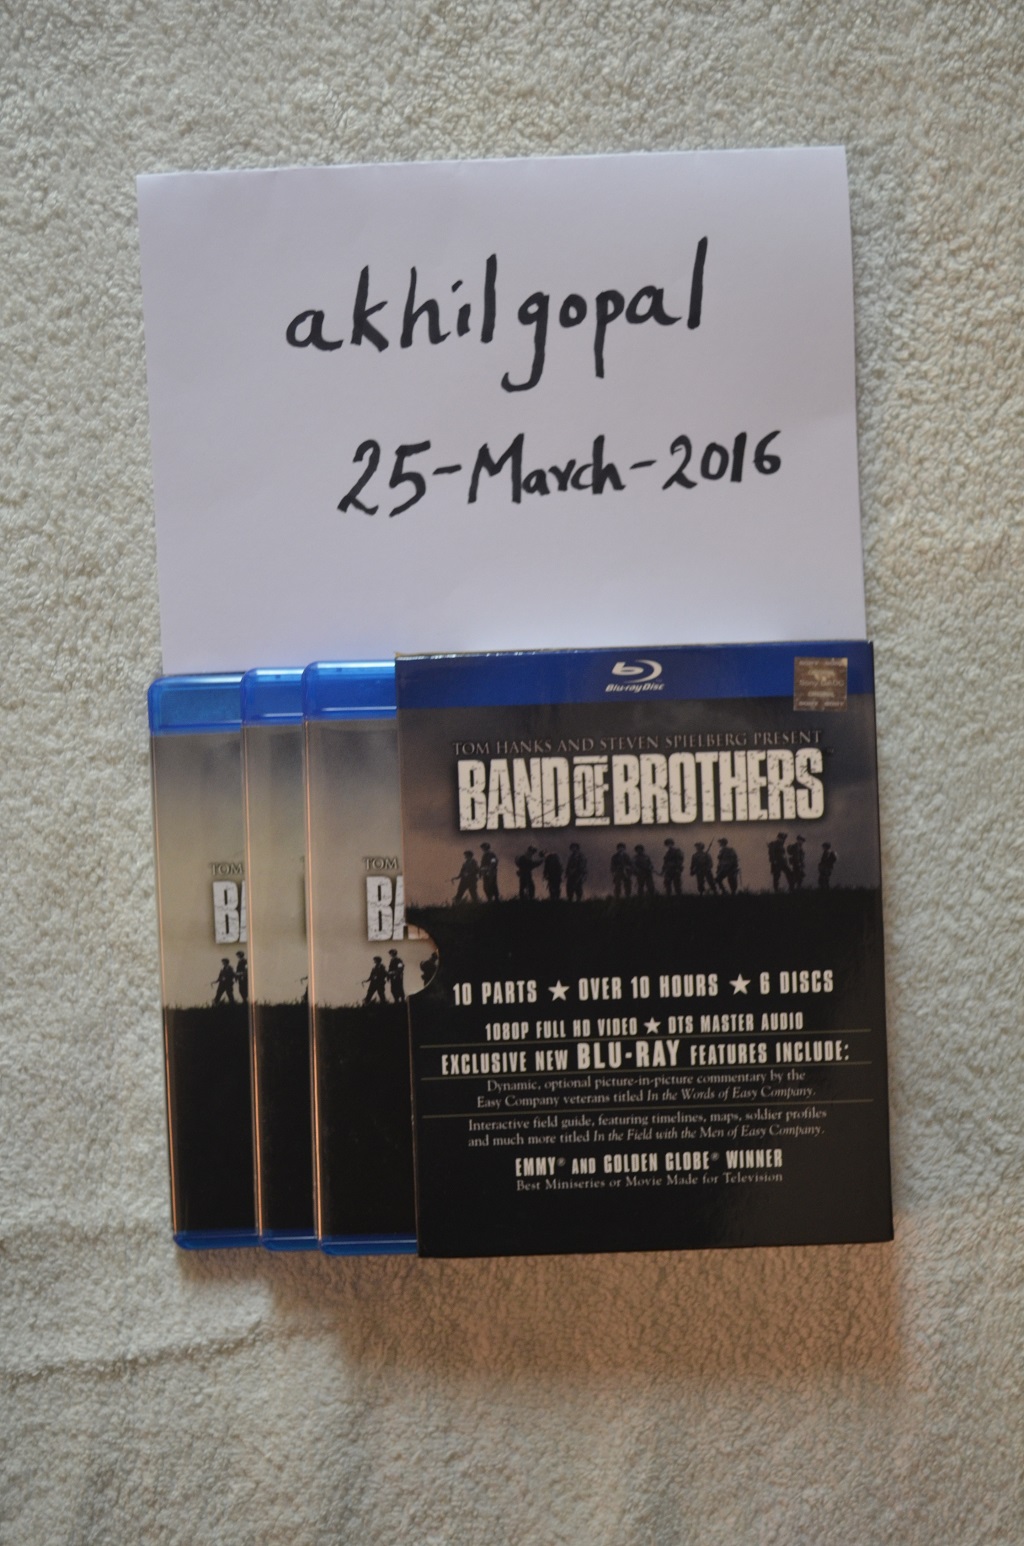 akhilgopal
25-March-2016
Blu-ray Disc
TOM HANKS AND STEVEN SPIELBERG PRESENT
BAND OF BROTHERS
TOM
BA
TOM
BA
10 PARTS ★ OVER 10 HOURS ★ 6 DISCS
1080P FULL HD VIDEO ★ DTS MASTER AUDIO
EXCLUSIVE NEW BLU-RAY FEATURES INCLUDE:
Dynamic, optional picture-in-picture commentary by the
Easy Company veterans titled In the Words of Easy Company.
Interactive field guide, featuring timelines, maps, soldier profiles
and much more titled In the Field with the Men of Easy Company.
EMMY® AND GOLDEN GLOBE® WINNER
Best Miniseries or Movie Made for Television